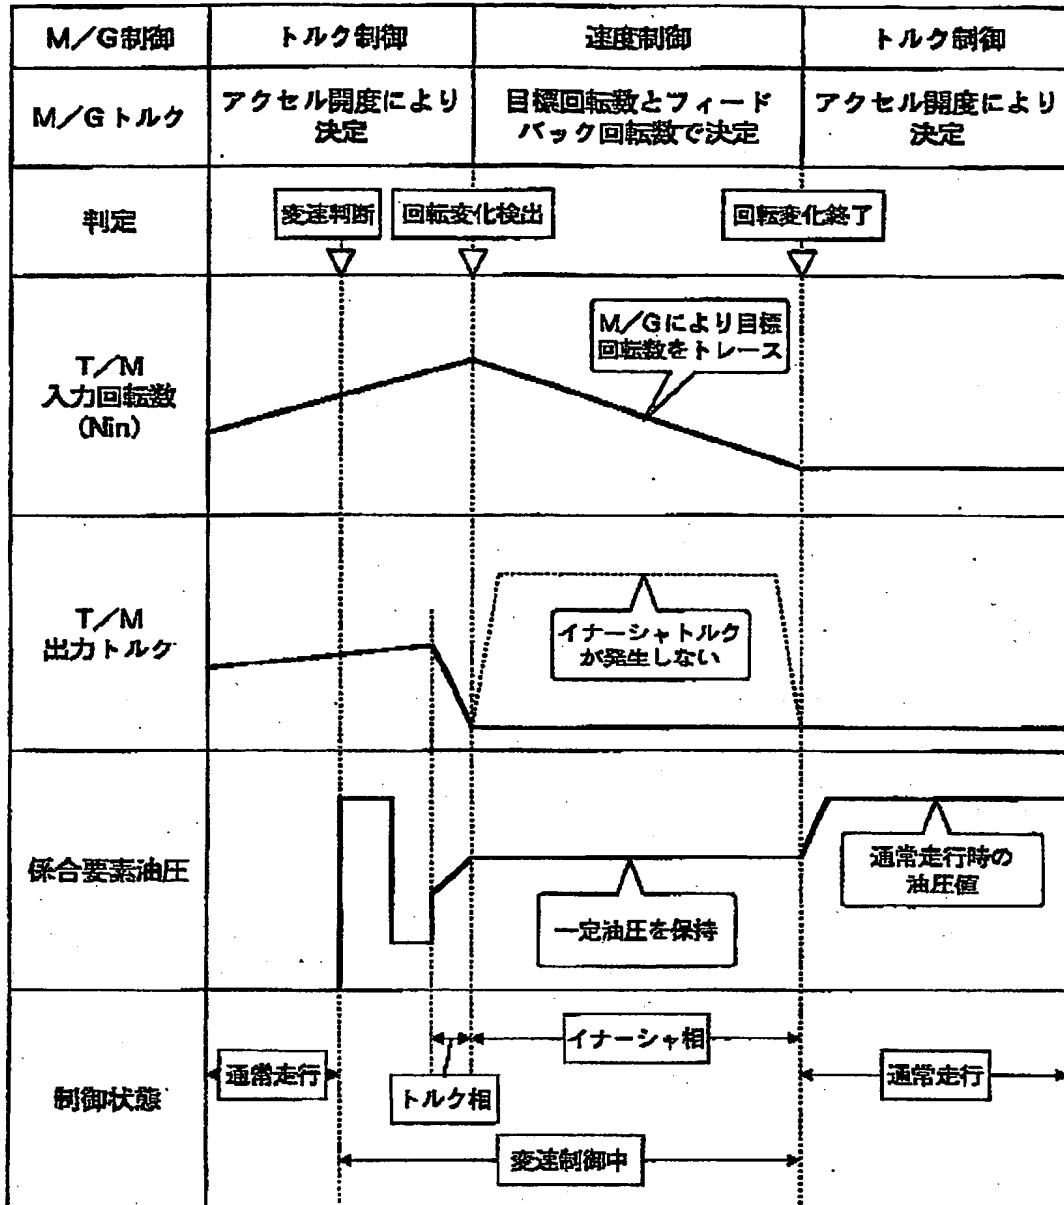 M/G制御
トルク制御
速度制御
トルク制御
M/Gトルク
アクセル開度により
決定
目標回転数とフィード
バック回転数で決定
アクセル開度により
決定
判定
変速判断
回転変化検出
回転変化終了
T/M
入力回転数
(Nin)
M/Gにより目標
回転数をトレース
T/M
出力トルク
イナーシャトルク
が発生しない
係合要素油圧
一定油圧を保持
通常走行時の
油圧値
制御状態
通常走行
トルク相
イナーシャ相
通常走行
変速制御中